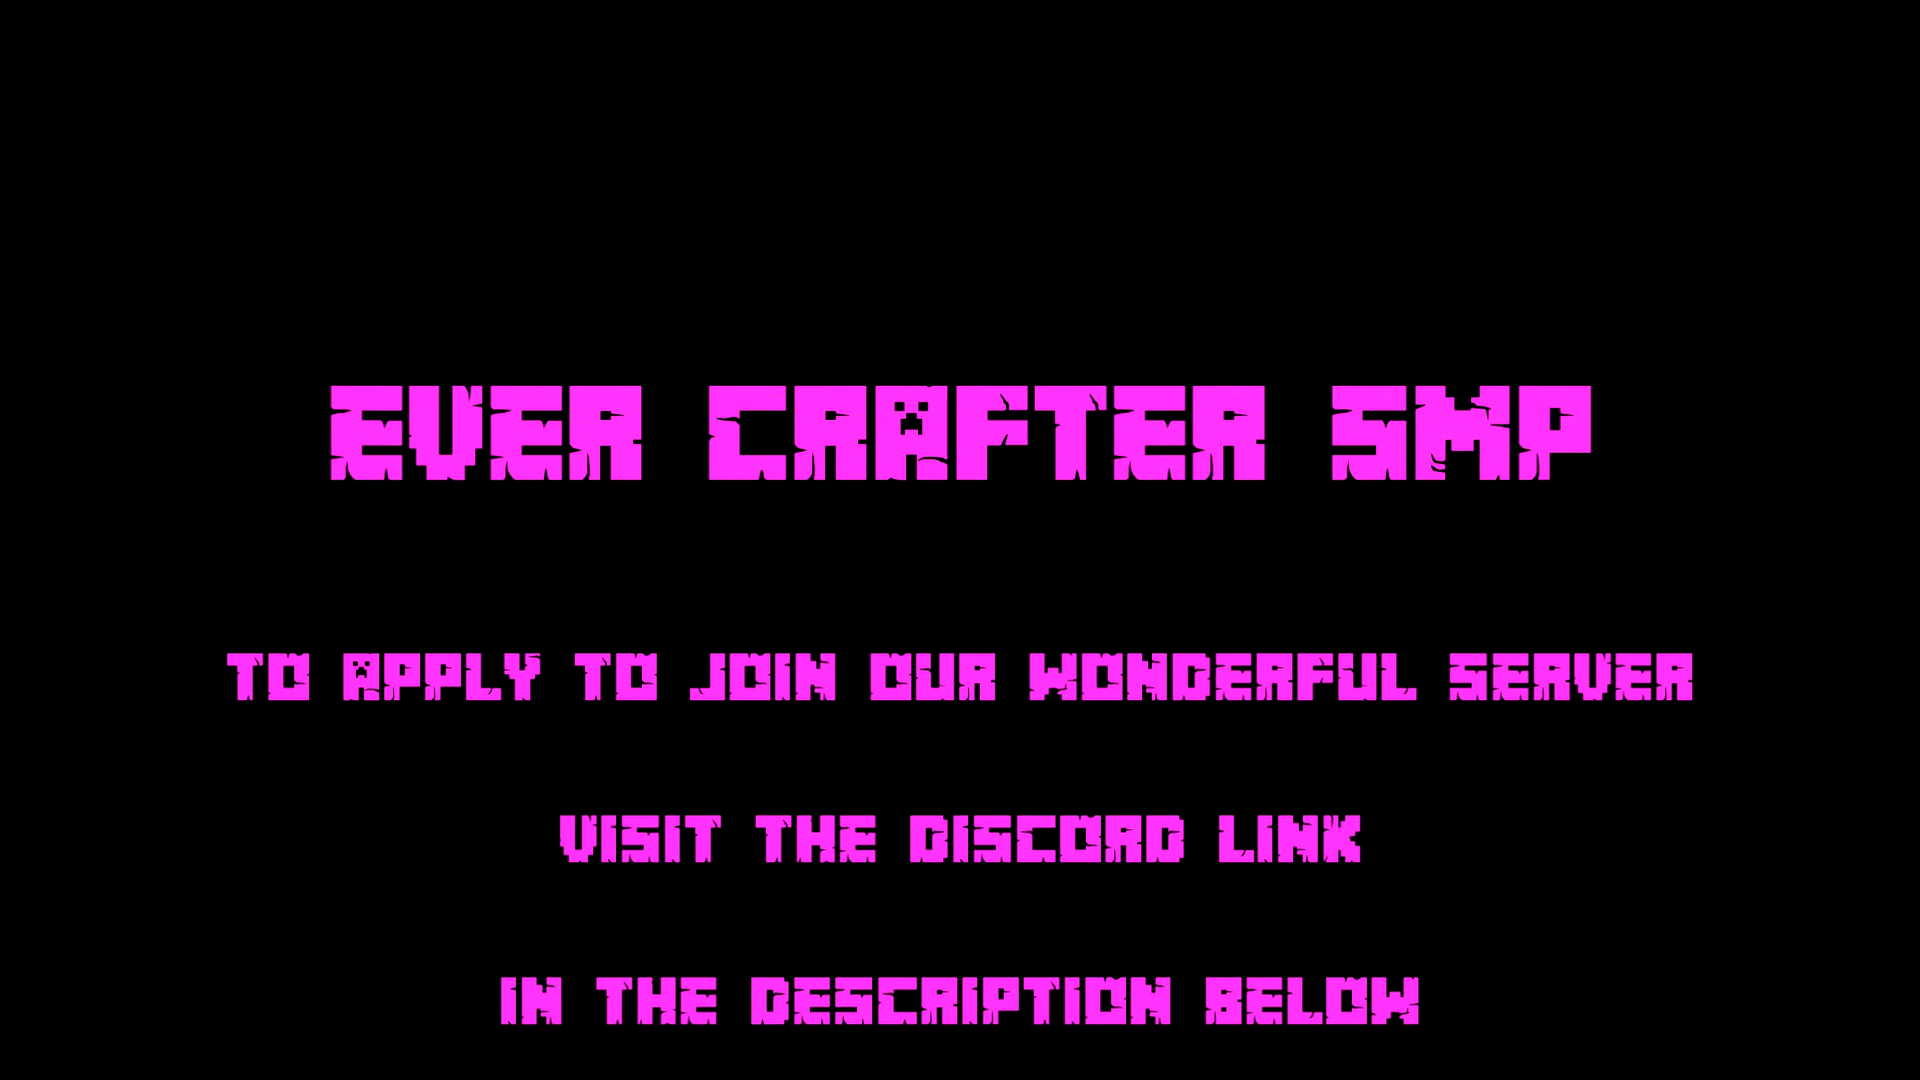 EVER CRAFTER SMP
TO APPLY TO JOIN OUR WONDERFUL SERVER
VISIT THE DISCORD LINK
IN THE DESCRIPTION BELOW